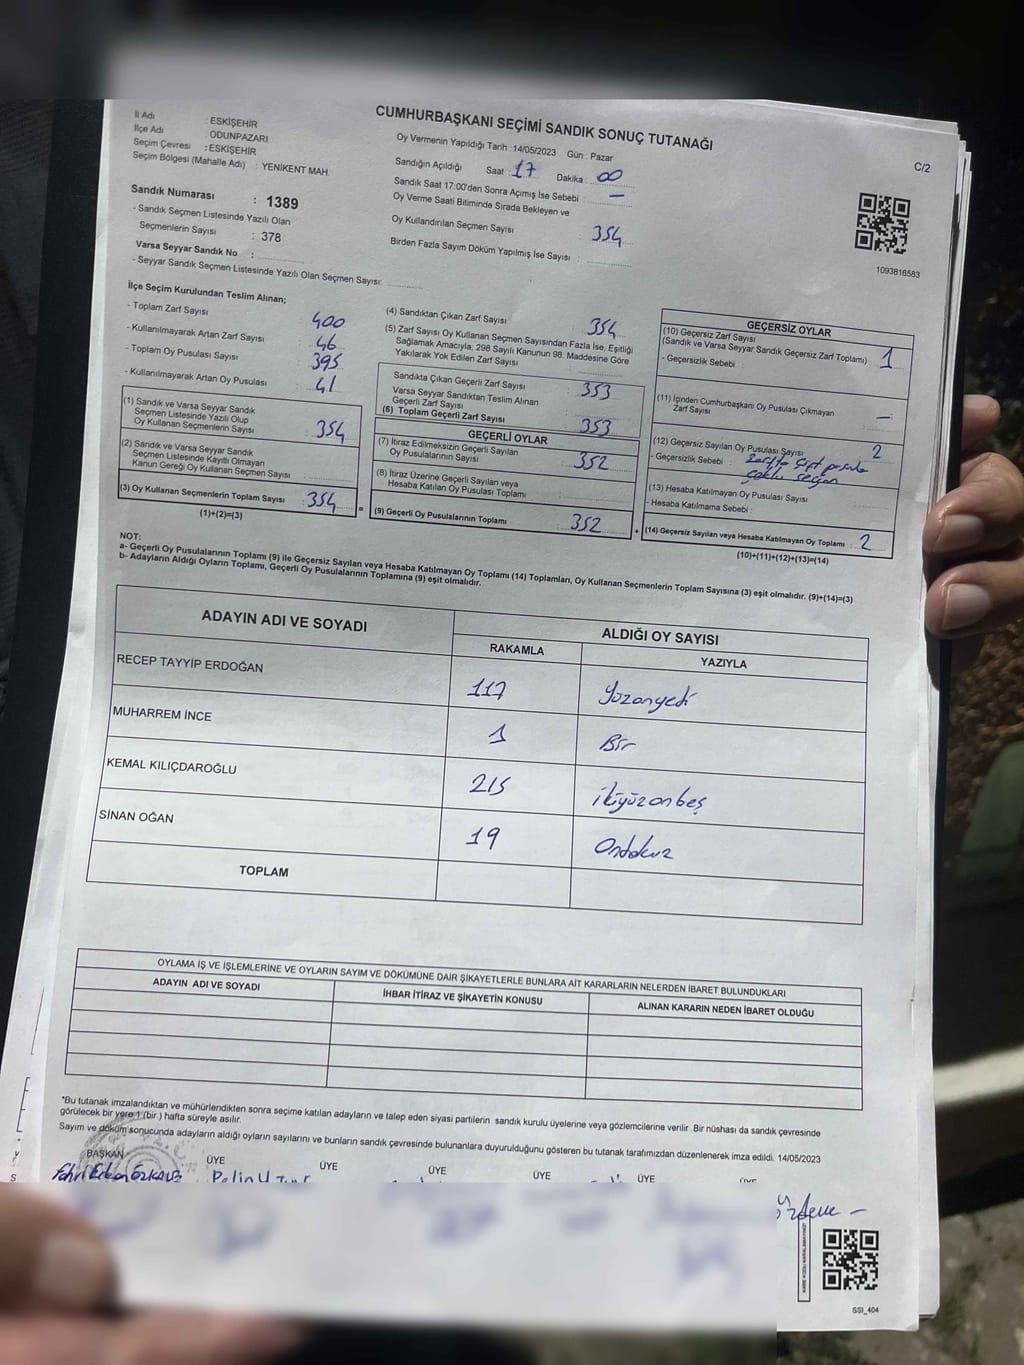 CUMHURBAŞKANI SEÇİMİ SANDIK SONUÇ TUTANAĞI
C/2
İl Adı : ESKİŞEHİR
İlçe Adı : ODUNPAZARI
Seçim Çevresi : ESKİŞEHİR
Seçim Bölgesi (Mahalle Adı) : YENİKENT MAH.
Sandık Numarası : 1389
- Sandık Seçmen Listesinde Yazılı Olan
Seçmenlerin Sayısı : 378
Varsa Seyyar Sandık No :
- Seyyar Sandık Seçmen Listesinde Yazılı Olan Seçmen Sayısı:
Oy Vermenin Yapıldığı Tarih : 14/05/2023 Gün : Pazar
Sandığın Açıldığı Saat : 17 Dakika : 00
Sandık Saat 17:00'den Sonra Açımış İse Sebebi : —
Oy Verme Saati Bitiminde Sırada Bekleyen ve
Oy Kullandırılan Seçmen Sayısı : 354
Birden Fazla Sayım Döküm Yapılmış İse Sayısı :
1093816583
İlçe Seçim Kurulundan Teslim Alınan;
- Toplam Zarf Sayısı : 400
- Kullanılmayarak Artan Zarf Sayısı : 46
- Toplam Oy Pusulası Sayısı : 395
- Kullanılmayarak Artan Oy Pusulası : 41
(1) Sandık ve Varsa Seyyar Sandık
Seçmen Listesinde Yazılı Olup
Oy Kullanan Seçmenlerin Sayısı : 354
(2) Sandık ve Varsa Seyyar Sandık
Seçmen Listesinde Kayıtlı Olmayan
Kanun Gereği Oy Kullanan Seçmen Sayısı :
(3) Oy Kullanan Seçmenlerin Toplam Sayısı : 354
(1)+(2)=(3)
(4) Sandıktan Çıkan Zarf Sayısı : 354
(5) Zarf Sayısı Oy Kullanan Seçmen Sayısından Fazla İse, Eşitliği
Sağlamak Amacıyla, 298 Sayılı Kanunun 98. Maddesine Göre
Yakılarak Yok Edilen Zarf Sayısı :
Sandıkta Çıkan Geçerli Zarf Sayısı : 353
Varsa Seyyar Sandıktan Teslim Alınan
Geçerli Zarf Sayısı :
(6) Toplam Geçerli Zarf Sayısı : 353
GEÇERLİ OYLAR
(7) İtiraz Edilmeksizin Geçerli Sayılan
Oy Pusulalarının Sayısı : 352
(8) İtiraz Üzerine Geçerli Sayılan veya
Hesaba Katılan Oy Pusulası Toplamı :
(9) Geçerli Oy Pusulalarının Toplamı : 352
=
+
GEÇERSİZ OYLAR
(10) Geçersiz Zarf Sayısı
(Sandık ve Varsa Seyyar Sandık Geçersiz Zarf Toplamı) : 1
- Geçersizlik Sebebi :
(11) İçinden Cumhurbaşkanı Oy Pusulası Çıkmayan
Zarf Sayısı : —
(12) Geçersiz Sayılan Oy Pusulası Sayısı : 2
- Geçersizlik Sebebi : Zarfta çift pusula
çoklu seçim
(13) Hesaba Katılmayan Oy Pusulası Sayısı :
- Hesaba Katılmama Sebebi :
(14) Geçersiz Sayılan veya Hesaba Katılmayan Oy Toplamı : 2
(10)+(11)+(12)+(13)=(14)
NOT:
a- Geçerli Oy Pusulalarının Toplamı (9) ile Geçersiz Sayılan veya Hesaba Katılmayan Oy Toplamı (14) Toplamları, Oy Kullanan Seçmenlerin Toplam Sayısına (3) eşit olmalıdır. (9)+(14)=(3)
b- Adayların Aldığı Oyların Toplamı, Geçerli Oy Pusulalarının Toplamına (9) eşit olmalıdır.
ADAYIN ADI VE SOYADI ALDIĞI OY SAYISI
RAKAMLA YAZIYLA
RECEP TAYYİP ERDOĞAN 117 Yüzonyedi
MUHARREM İNCE 1 Bir
KEMAL KILIÇDAROĞLU 215 ikiyüzonbeş
SİNAN OĞAN 19 Ondokuz
TOPLAM
OYLAMA İŞ VE İŞLEMLERİNE VE OYLARIN SAYIM VE DÖKÜMÜNE DAİR ŞİKAYETLERLE BUNLARA AİT KARARLARIN NELERDEN İBARET BULUNDUKLARI
ADAYIN ADI VE SOYADI İHBAR İTİRAZ VE ŞİKAYETİN KONUSU ALINAN KARARIN NEDEN İBARET OLDUĞU
*Bu tutanak imzalandıktan ve mühürlendikten sonra seçime katılan adayların ve talep eden siyasi partilerin sandık kurulu üyelerine veya gözlemcilerine verilir .Bir nüshası da sandık çevresinde
görülecek bir yere 1 (bir.) hafta süreyle asılır.
Sayım ve döküm sonucunda adayların aldığı oyların sayılarını ve bunların sandık çevresinde bulunanlara duyurulduğunu gösteren bu tutanak tarafımızdan düzenlenerek imza edildi. 14/05/2023
BAŞKAN ÜYE ÜYE ÜYE ÜYE ÜYE ÜYE
SSI_404